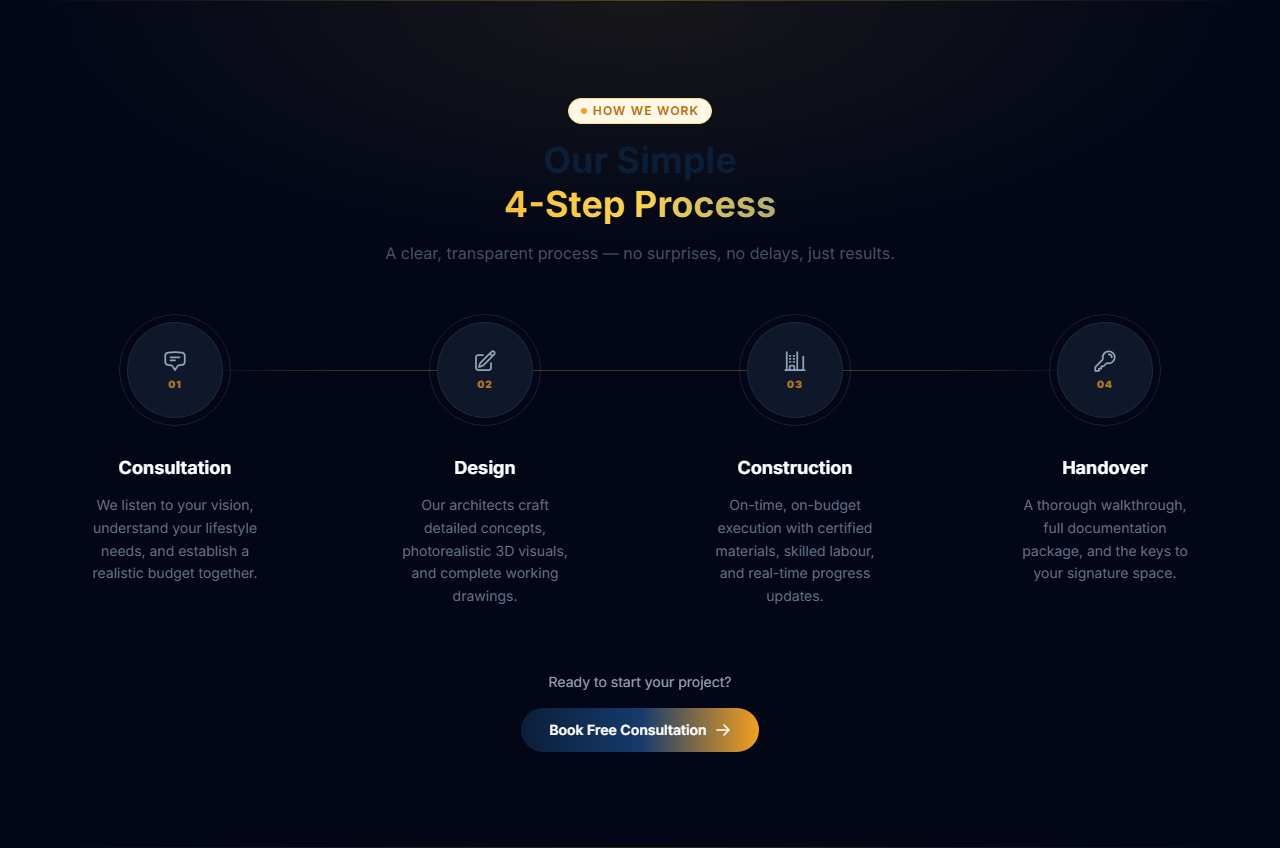 HOW WE WORK
Our Simple
4-Step Process
A clear, transparent process — no surprises, no delays, just results.
01
02
03
04
Consultation
We listen to your vision,
understand your lifestyle
needs, and establish a
realistic budget together.
Design
Our architects craft
detailed concepts,
photorealistic 3D visuals,
and complete working
drawings.
Construction
On-time, on-budget
execution with certified
materials, skilled labour,
and real-time progress
updates.
Handover
A thorough walkthrough,
full documentation
package, and the keys to
your signature space.
Ready to start your project?
Book Free Consultation →